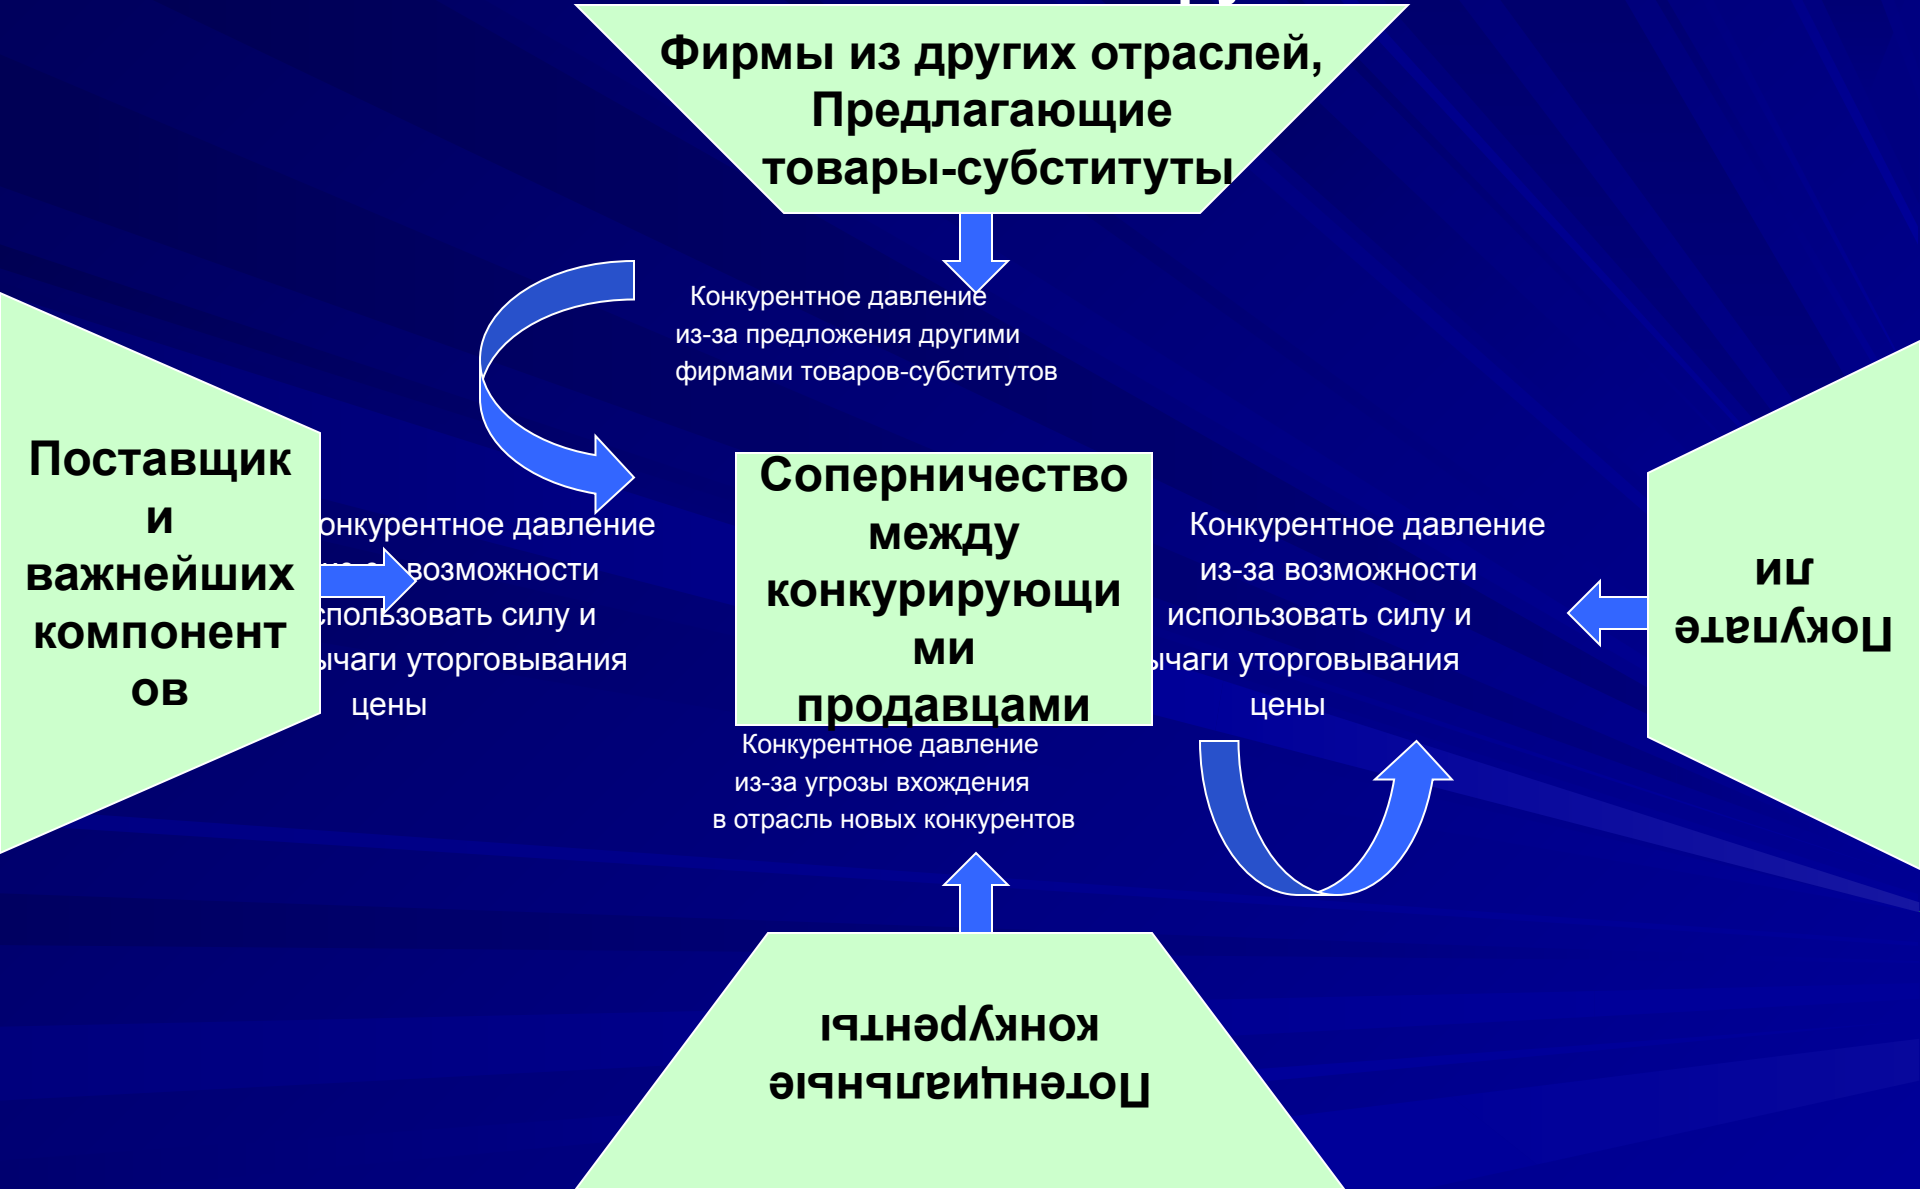 Фирмы из других отраслей,
Предлагающие
товары-субституты
Конкурентное давление
из-за предложения другими
фирмами товаров-субститутов
Поставщик
и
важнейших
компонент
ов
онкурентное давление
возможности
спользовать силу и
ычаги уторговывания
цены
Соперничество
между
конкурирующи
ми
продавцами
Конкурентное давление
из-за возможности
использовать силу и
ычаги уторговывания
цены
Покупате
ли
Конкурентное давление
из-за угрозы вхождения
в отрасль новых конкурентов
Потенциальные
конкуренты